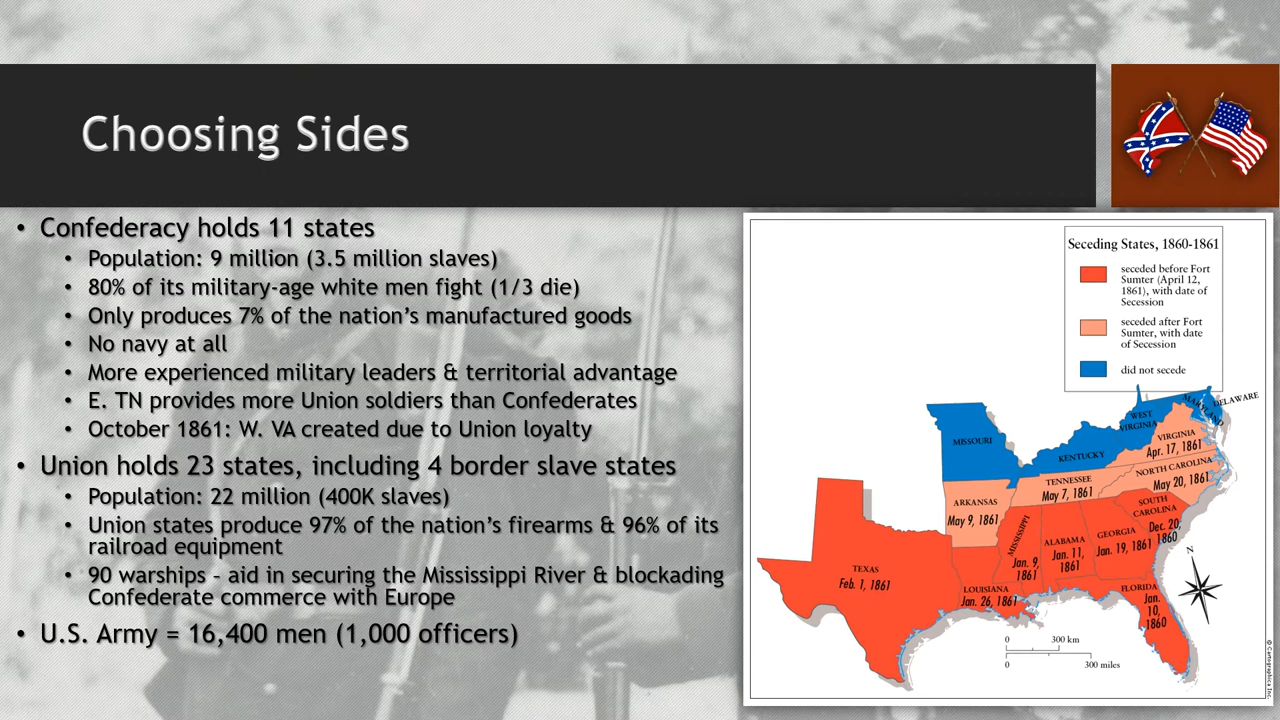 Choosing Sides
• Confederacy holds 11 states
• Population: 9 million (3.5 million slaves)
• 80% of its military-age white men fight (1/3 die)
• Only produces 7% of the nation’s manufactured goods
• No navy at all
• More experienced military leaders & territorial advantage
• E. TN provides more Union soldiers than Confederates
• October 1861: W. VA created due to Union loyalty
• Union holds 23 states, including 4 border slave states
• Population: 22 million (400K slaves)
• Union states produce 97% of the nation’s firearms & 96% of its
railroad equipment
• 90 warships – aid in securing the Mississippi River & blockading
Confederate commerce with Europe
• U.S. Army = 16,400 men (1,000 officers)
Seceding States, 1860-1861
seceded before Fort
Sumter (April 12,
1861), with date of
Secession
seceded after Fort
Sumter, with date
of Secession
did not secede
MARYLAND
DELAWARE
WEST
VIRGINIA
MISSOURI
KENTUCKY
VIRGINIA
Apr. 17, 1861
NORTH CAROLINA
May 20, 1861
TENNESSEE
May 7, 1861
ARKANSAS
May 9, 1861
SOUTH
CAROLINA
Dec. 20,
1860
MISSISSIPPI
Jan. 9,
1861
ALABAMA
Jan. 11,
1861
GEORGIA
Jan. 19, 1861
TEXAS
Feb. 1, 1861
LOUISIANA
Jan. 26, 1861
FLORIDA
Jan.
10,
1860
N
0 300 km
0 300 miles
© Cartographica Inc.